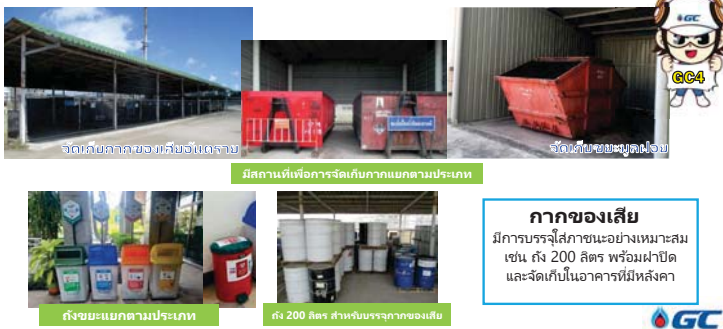 GC
GC4
จัดเก็บกากของเสียอันตราย
จัดเก็บขยะมูลฝอย
มีสถานที่เพื่อการจัดเก็บกากแยกตามประเภท
กากของเสีย
มีการบรรจุใส่ภาชนะอย่างเหมาะสม
เช่น ถัง 200 ลิตร พร้อมฝาปิด
และจัดเก็บในอาคารที่มีหลังคา
ถังขยะแยกตามประเภท
ถัง 200 ลิตร สำหรับบรรจุกากของเสีย
GC